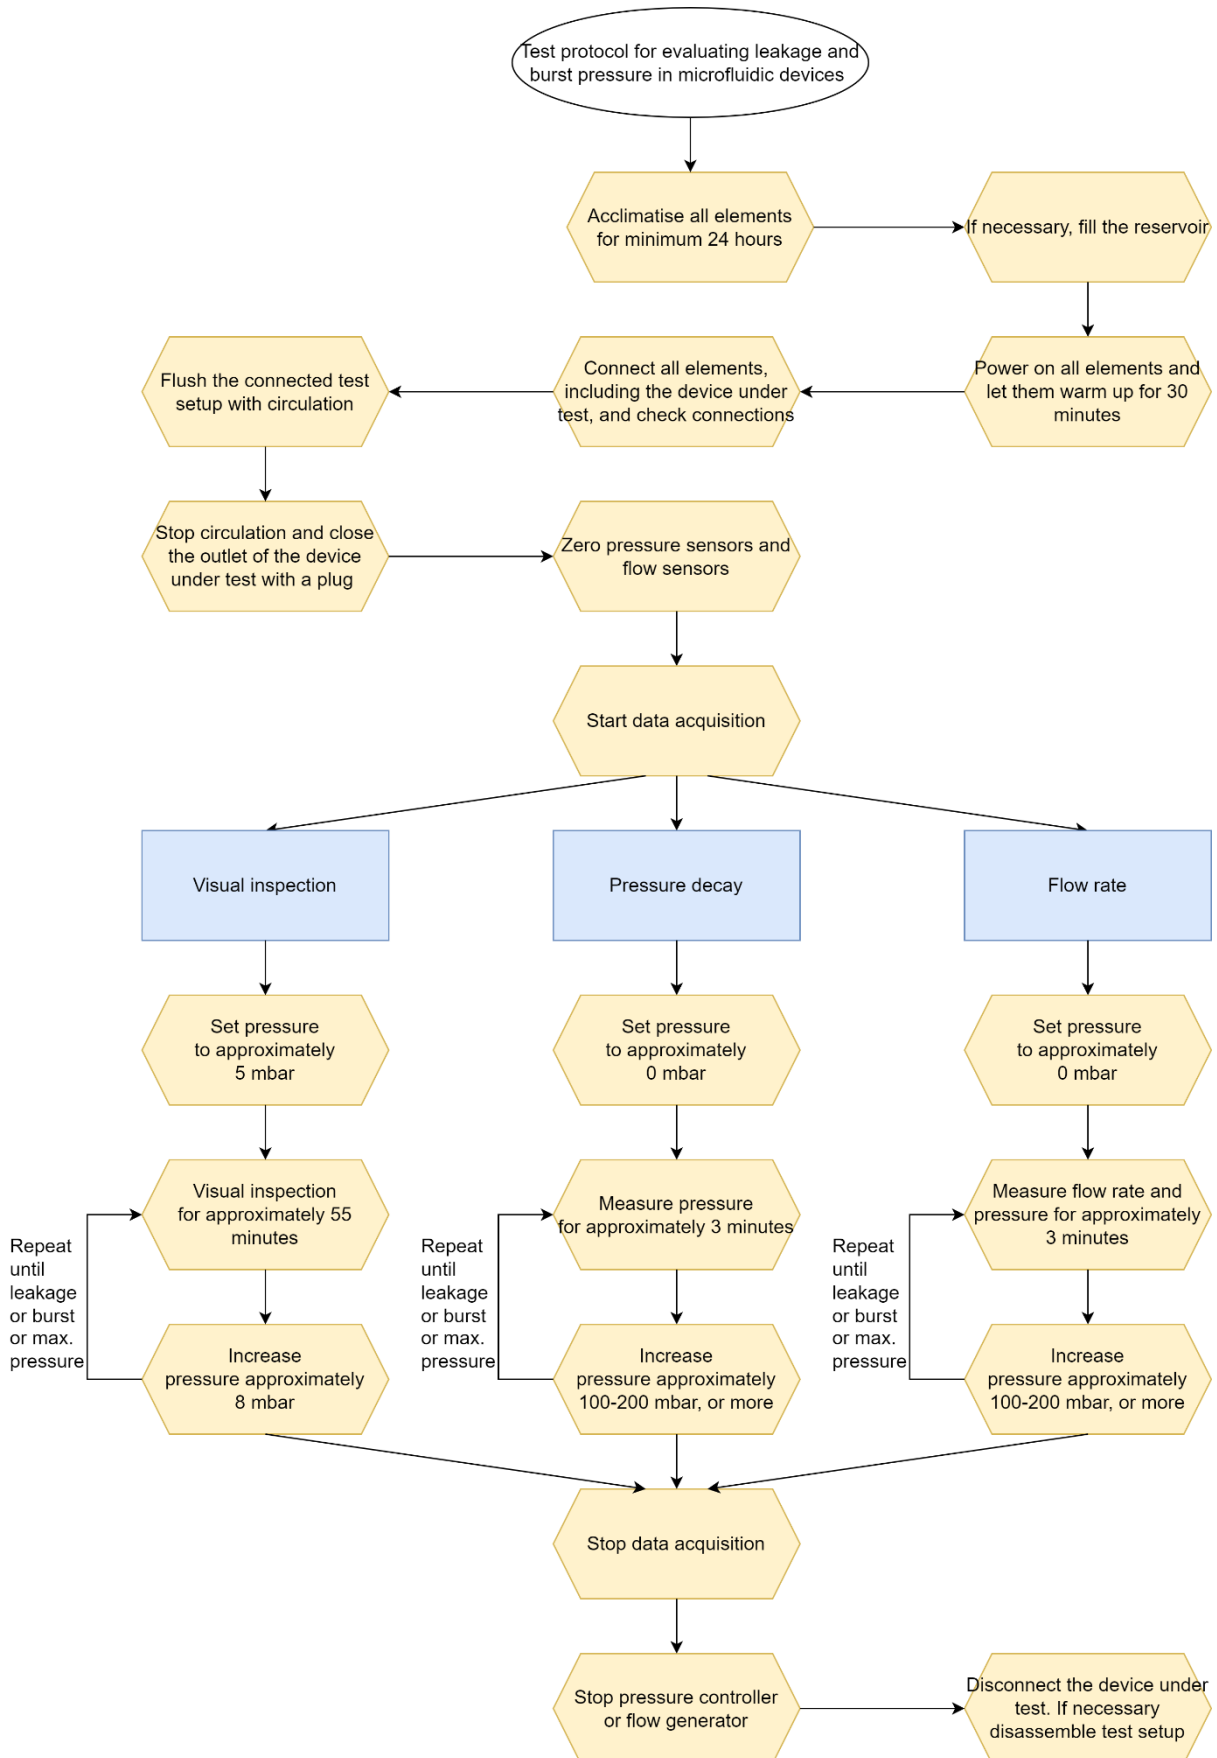 Test protocol for evaluating leakage and
burst pressure in microfluidic devices
Acclimatise all elements
for minimum 24 hours
If necessary, fill the reservoir
Power on all elements and
let them warm up for 30
minutes
Connect all elements,
including the device under
test, and check connections
Flush the connected test
setup with circulation
Stop circulation and close
the outlet of the device
under test with a plug
Zero pressure sensors and
flow sensors
Start data acquisition
Visual inspection
Pressure decay
Flow rate
Set pressure
to approximately
5 mbar
Set pressure
to approximately
0 mbar
Set pressure
to approximately
0 mbar
Visual inspection
for approximately 55
minutes
Measure pressure
for approximately 3 minutes
Measure flow rate and
pressure for approximately
3 minutes
Repeat
until
leakage
or burst
or max.
pressure
Repeat
until
leakage
or burst
or max.
pressure
Repeat
until
leakage
or burst
or max.
pressure
Increase
pressure approximately
8 mbar
Increase
pressure approximately
100-200 mbar, or more
Increase
pressure approximately
100-200 mbar, or more
Stop data acquisition
Stop pressure controller
or flow generator
Disconnect the device under
test. If necessary
disassemble test setup